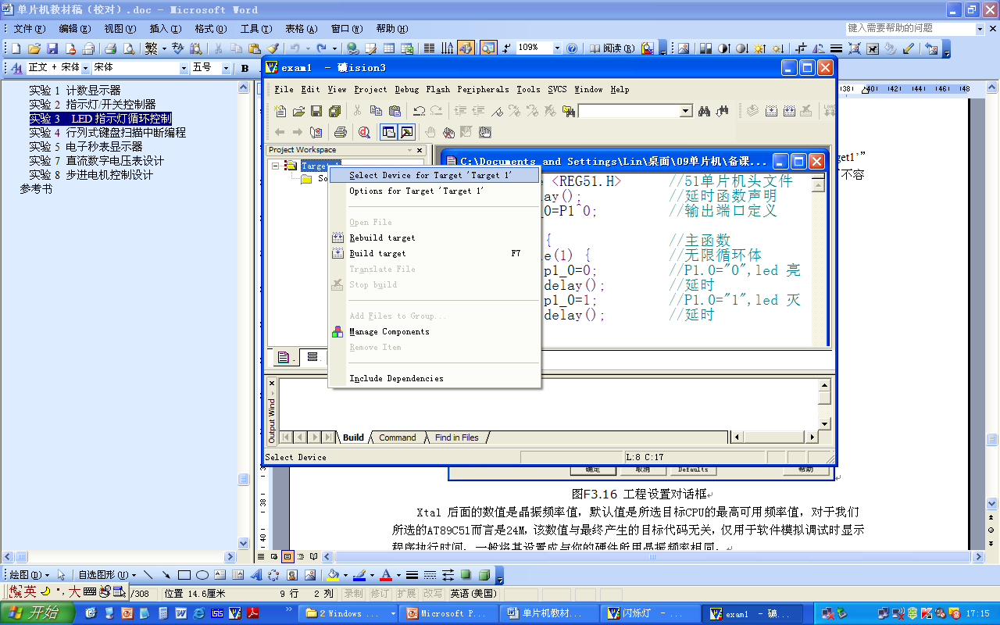 单片机教材稿（校对）.doc - Microsoft Word
文件(F) 编辑(E) 视图(V) 插入(I) 格式(O) 工具(T) 表格(A) 窗口(W) 帮助(H) 键入需要帮助的问题
繁 109% 阅读(R)
正文 + 宋体 宋体 五号 B
实验 1 计数显示器
实验 2 指示灯/开关控制器
实验 3 LED 指示灯循环控制
实验 4 行列式键盘扫描中断编程
实验 5 电子秒表显示器
实验 7 直流数字电压表设计
实验 8 步进电机控制设计
参考书
exam1 - 礦ision3
File Edit View Project Debug Flash Peripherals Tools SVCS Window Help
Project Workspace
Target 1
So
C:\Documents and Settings\Lin\桌面\09单片机\备课...
e <REG51.H> //51单片机头文件
ay(); //延时函数声明
_0=P1^0; //输出端口定义
{ //主函数
e(1) { //无限循环体
p1_0=0; //P1.0="0",led 亮
delay(); //延时
p1_0=1; //P1.0="1",led 灭
delay(); //延时
Select Device for Target 'Target 1'
Options for Target 'Target 1'
Open File
Rebuild target
Build target F7
Translate File
Stop build
Add Files to Group...
Manage Components
Remove Item
Include Dependencies
Output Wind
Build Command Find in Files
Select Device L:8 C:17
38 40 42 44 46 48
get1’”
不容
确定 取消 Defaults 帮助
图F3.16 工程设置对话框
Xtal 后面的数值是晶振频率值，默认值是所选目标CPU的最高可用频率值，对于我们
所选的AT89C51而言是24M，该数值与最终产生的目标代码无关，仅用于软件模拟调试时显示
程序执行时间。一般将其设置成与你的硬件所用晶振频率相同。
绘图(D) 自选图形(U)
英 大 /308 位置 14.6厘米 9 行 2 列 录制 修订 扩展 改写 英语(美国)
开始 2 Windows ... Microsoft P... 单片机教材... 闪烁灯 - ... exam1 - 礦... 17:15